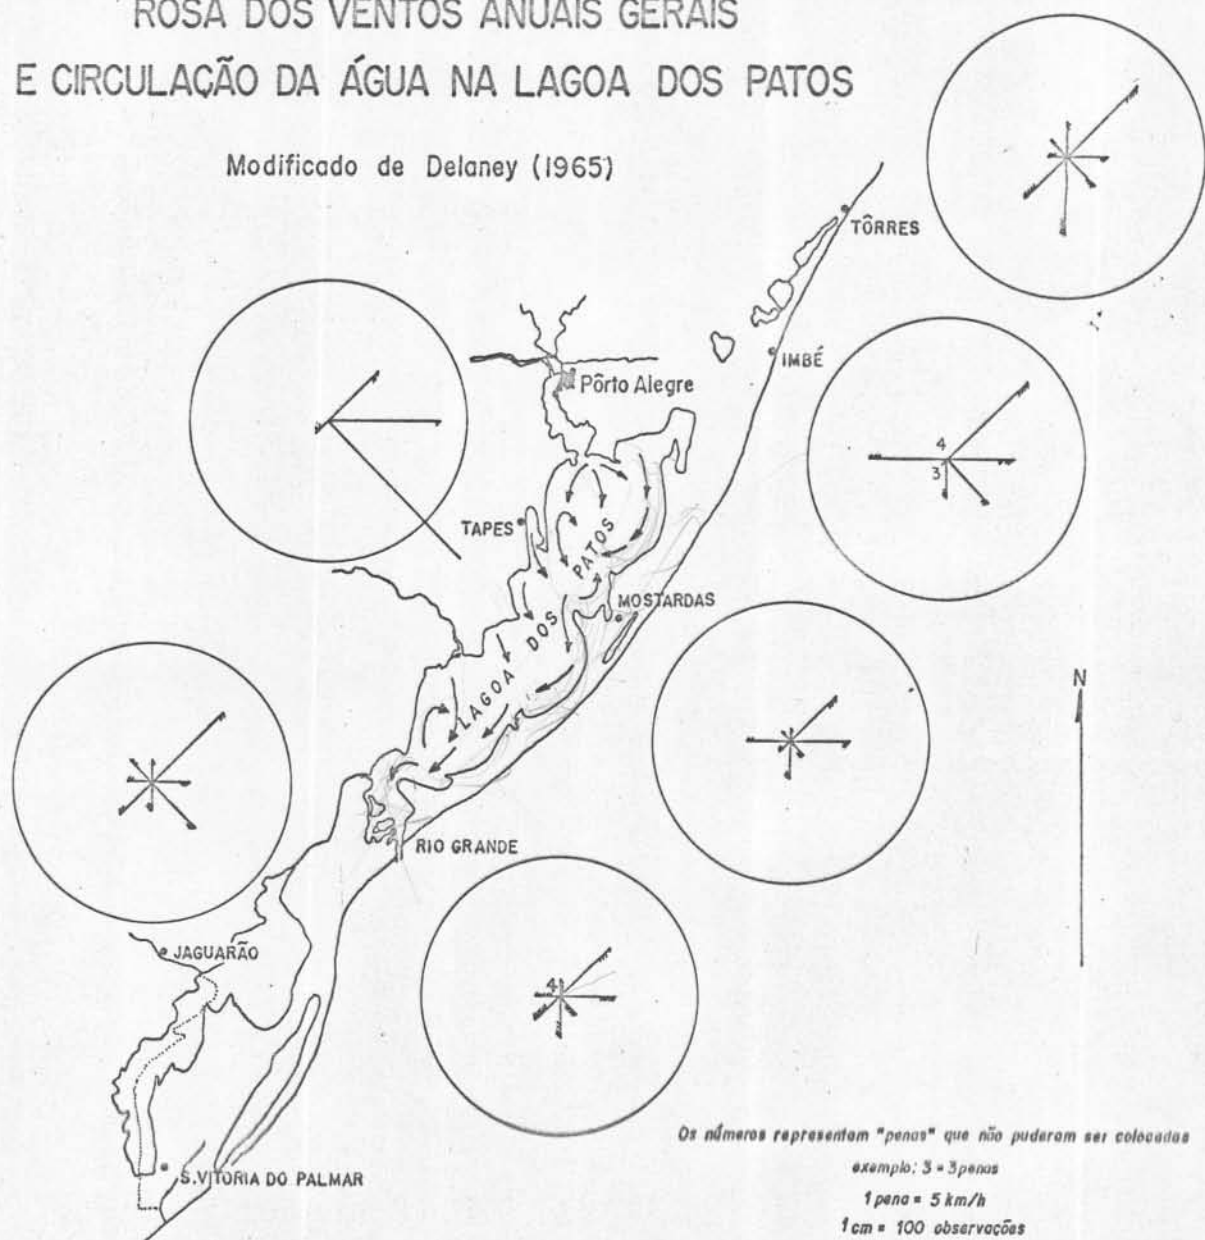 ROSA DOS VENTOS ANUAIS GERAIS
E CIRCULAÇÃO DA ÁGUA NA LAGOA DOS PATOS
Modificado de Delaney (1965)
TÔRRES
IMBÉ
Pôrto Alegre
4
3
TAPES
LAGOA DOS PATOS
MOSTARDAS
N
RIO GRANDE
JAGUARÃO
4
S.VITORIA DO PALMAR
Os números representam "penas" que não puderam ser colocadas
exemplo: 3 = 3 penas
1 pena = 5 km/h
1 cm = 100 observações